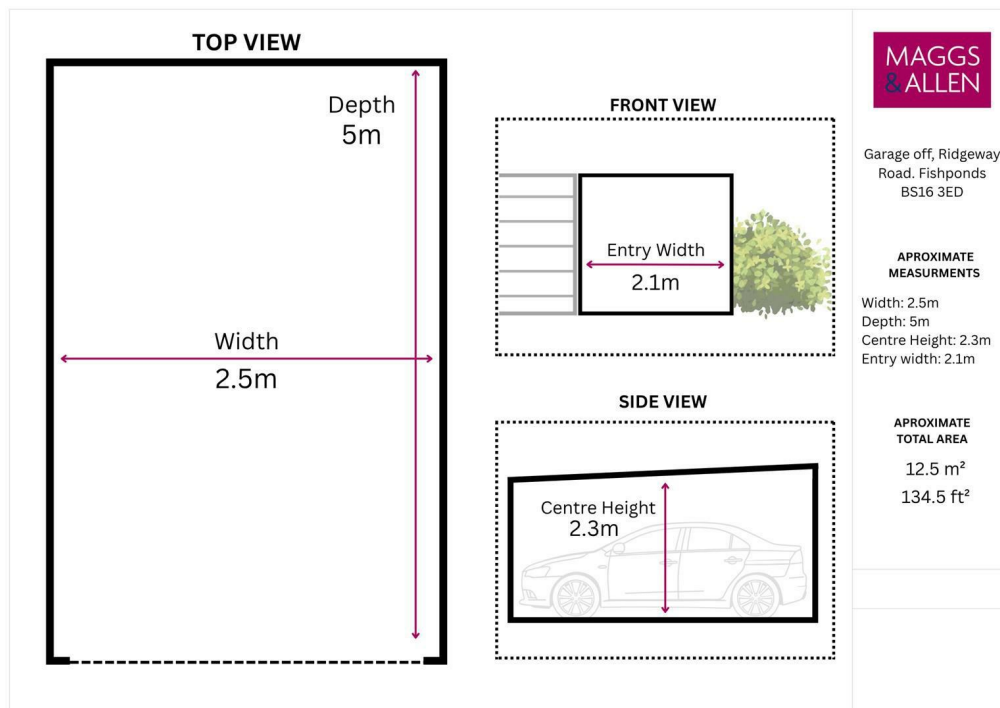 TOP VIEW
Depth
5m
Width
2.5m
FRONT VIEW
Entry Width
2.1m
SIDE VIEW
Centre Height
2.3m
MAGGS
& ALLEN
Garage off, Ridgeway
Road. Fishponds
BS16 3ED
APROXIMATE
MEASURMENTS
Width: 2.5m
Depth: 5m
Centre Height: 2.3m
Entry width: 2.1m
APROXIMATE
TOTAL AREA
12.5 m²
134.5 ft²